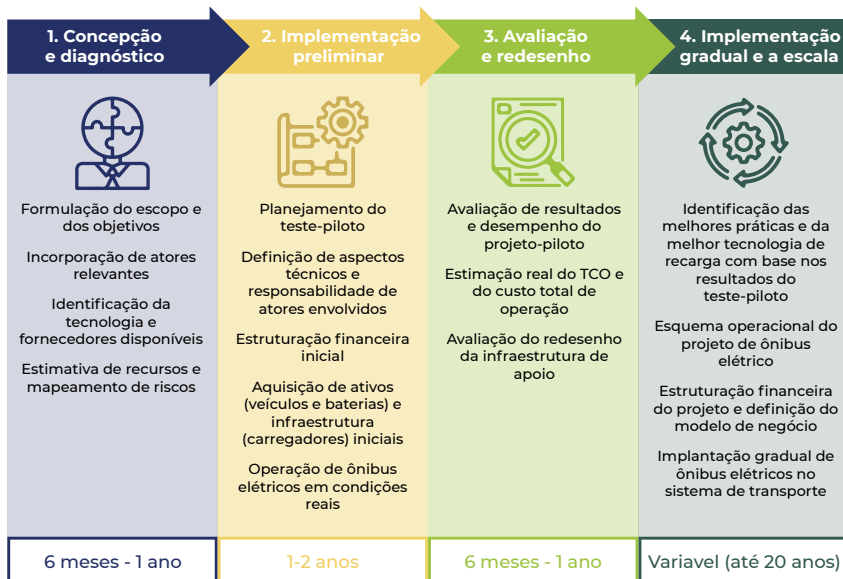 1. Concepção
e diagnóstico
Formulação do escopo e
dos objetivos
Incorporação de atores
relevantes
Identificação da
tecnologia e
fornecedores disponíveis
Estimativa de recursos e
mapeamento de riscos
6 meses - 1 ano
2. Implementação
preliminar
Planejamento do
teste-piloto
Definição de aspectos
técnicos e
responsabilidade de
atores envolvidos
Estruturação financeira
inicial
Aquisição de ativos
(veículos e baterias) e
infraestrutura
(carregadores) iniciais
Operação de ônibus
elétricos em condições
reais
1-2 anos
3. Avaliação
e redesenho
Avaliação de resultados
e desempenho do
projeto-piloto
Estimação real do TCO e
do custo total de
operação
Avaliação do redesenho
da infraestrutura de
apoio
6 meses - 1 ano
4. Implementação
gradual e a escala
Identificação das
melhores práticas e da
melhor tecnologia de
recarga com base nos
resultados do
teste-piloto
Esquema operacional do
projeto de ônibus
elétrico
Estruturação financeira
do projeto e definição do
modelo de negócio
Implantação gradual de
ônibus elétricos no
sistema de transporte
Variavel (até 20 anos)